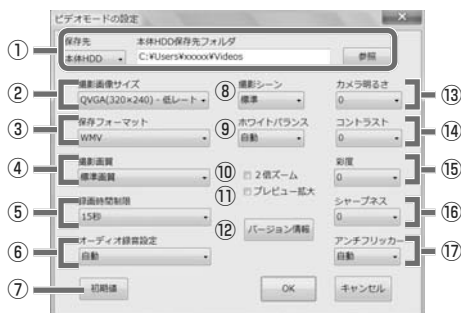 ビデオモードの設定
① 保存先 本体HDD保存先フォルダ
本体HDD C:¥Users¥xxxxx¥Videos 参照
② 撮影画像サイズ
QVGA(320×240)・低レート
③ 保存フォーマット
WMV
④ 撮影画質
標準画質
⑤ 録画時間制限
15秒
⑥ オーディオ録音設定
自動
⑦ 初期値
⑧ 撮影シーン
標準
⑨ ホワイトバランス
自動
⑩ 2倍ズーム
⑪ プレビュー拡大
⑫ バージョン情報
カメラ明るさ ⑬
0
コントラスト ⑭
0
彩度 ⑮
0
シャープネス ⑯
0
アンチフリッカー ⑰
自動
OK キャンセル